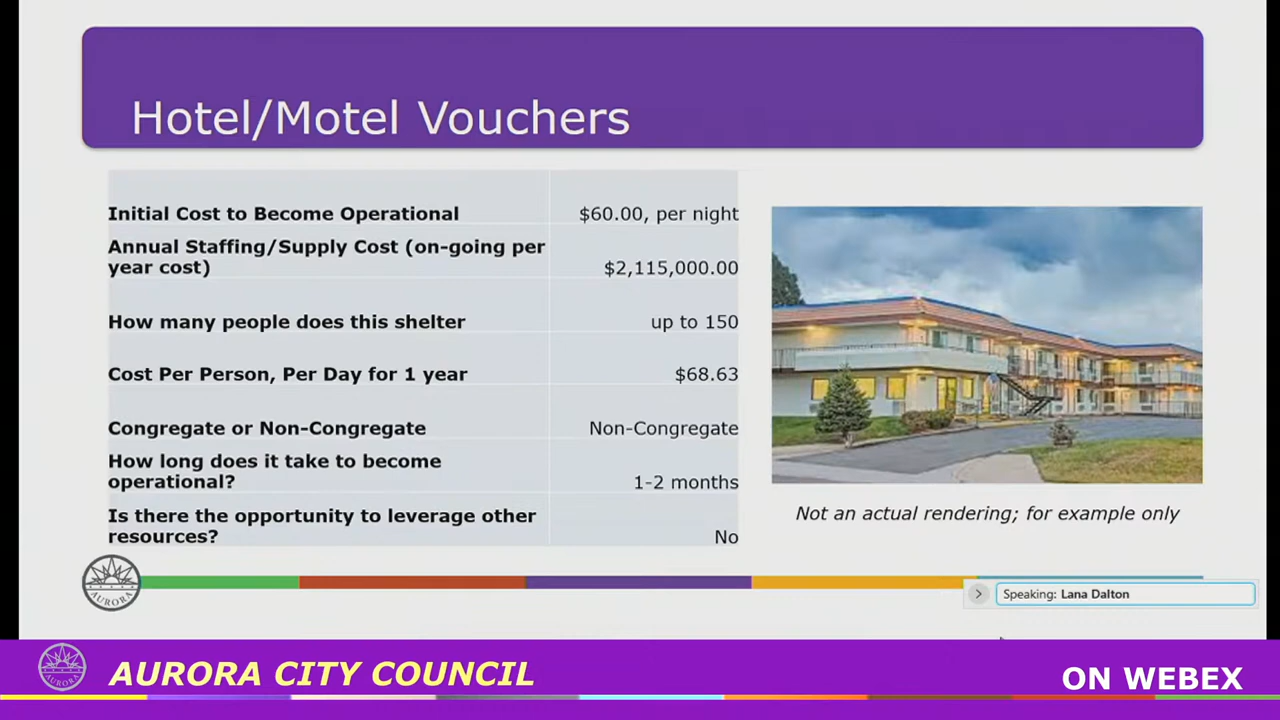 Hotel/Motel Vouchers
Initial Cost to Become Operational $60.00, per night
Annual Staffing/Supply Cost (on-going per
year cost) $2,115,000.00
How many people does this shelter up to 150
Cost Per Person, Per Day for 1 year $68.63
Congregate or Non-Congregate Non-Congregate
How long does it take to become
operational? 1-2 months
Is there the opportunity to leverage other
resources? No
Not an actual rendering; for example only
AURORA
Speaking: Lana Dalton
AURORA CITY COUNCIL
ON WEBEX